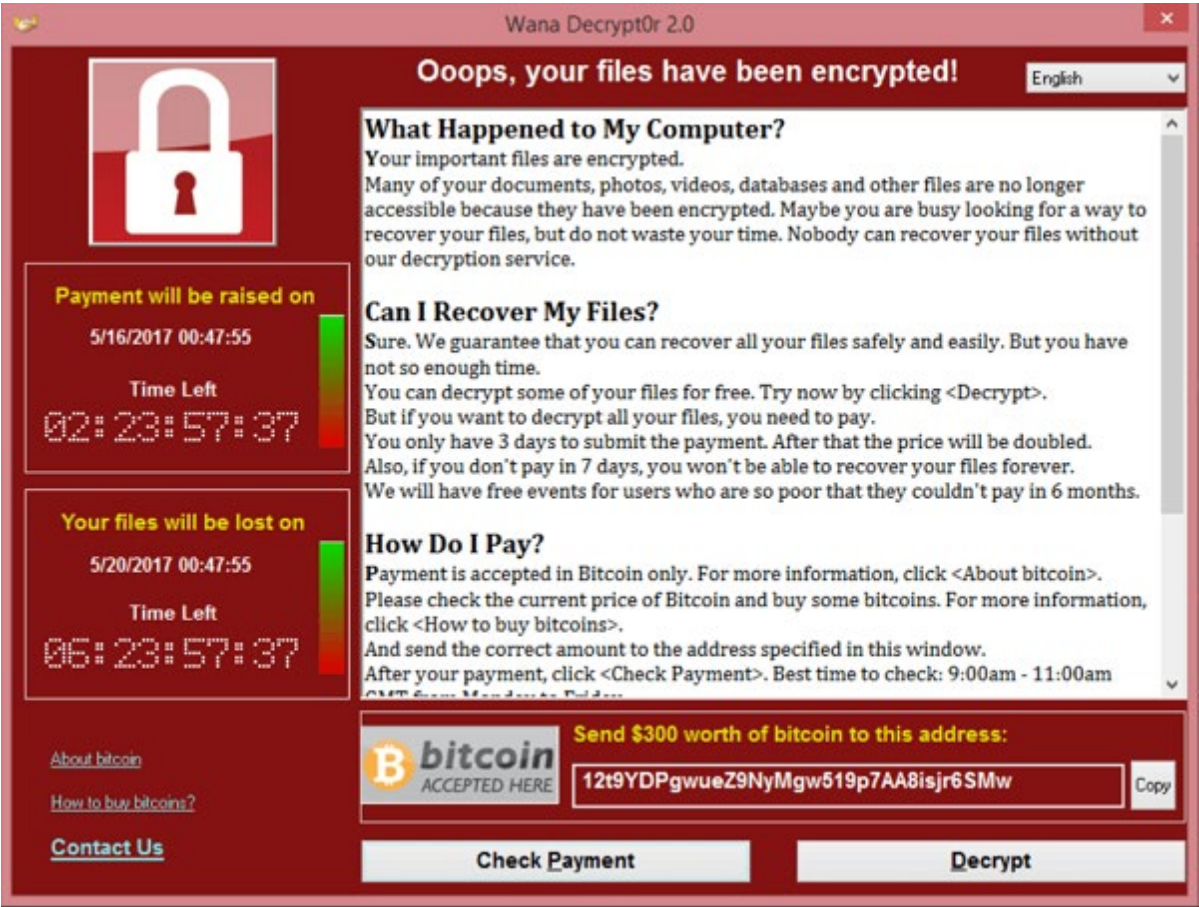 Wana Decrypt0r 2.0
Ooops, your files have been encrypted!
English
Payment will be raised on
5/16/2017 00:47:55
Time Left
02:23:57:37
Your files will be lost on
5/20/2017 00:47:55
Time Left
06:23:57:37
About bitcoin
How to buy bitcoins?
Contact Us
What Happened to My Computer?
Your important files are encrypted.
Many of your documents, photos, videos, databases and other files are no longer
accessible because they have been encrypted. Maybe you are busy looking for a way to
recover your files, but do not waste your time. Nobody can recover your files without
our decryption service.
Can I Recover My Files?
Sure. We guarantee that you can recover all your files safely and easily. But you have
not so enough time.
You can decrypt some of your files for free. Try now by clicking <Decrypt>.
But if you want to decrypt all your files, you need to pay.
You only have 3 days to submit the payment. After that the price will be doubled.
Also, if you don't pay in 7 days, you won't be able to recover your files forever.
We will have free events for users who are so poor that they couldn't pay in 6 months.
How Do I Pay?
Payment is accepted in Bitcoin only. For more information, click <About bitcoin>.
Please check the current price of Bitcoin and buy some bitcoins. For more information,
click <How to buy bitcoins>.
And send the correct amount to the address specified in this window.
After your payment, click <Check Payment>. Best time to check: 9:00am - 11:00am
GMT from Monday to Friday
bitcoin
ACCEPTED HERE
Send $300 worth of bitcoin to this address:
12t9YDPgwueZ9NyMgw519p7AA8isjr6SMw
Copy
Check Payment
Decrypt